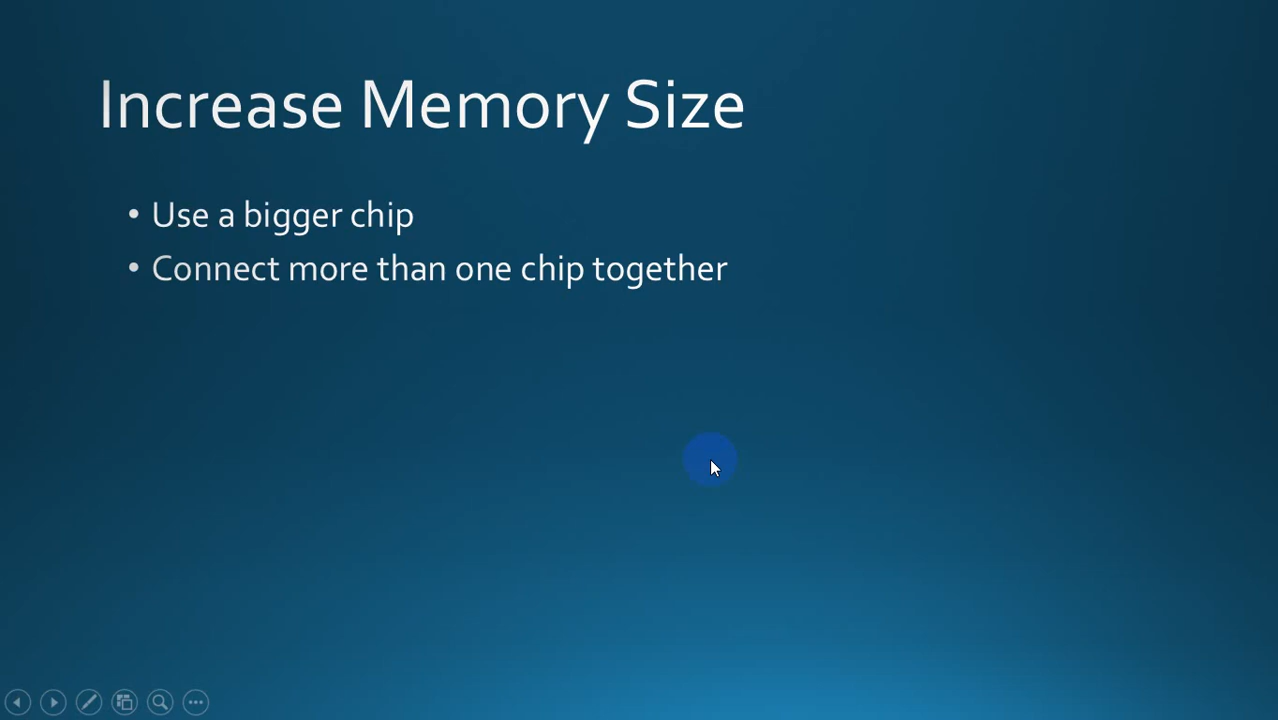 Increase Memory Size
• Use a bigger chip
• Connect more than one chip together